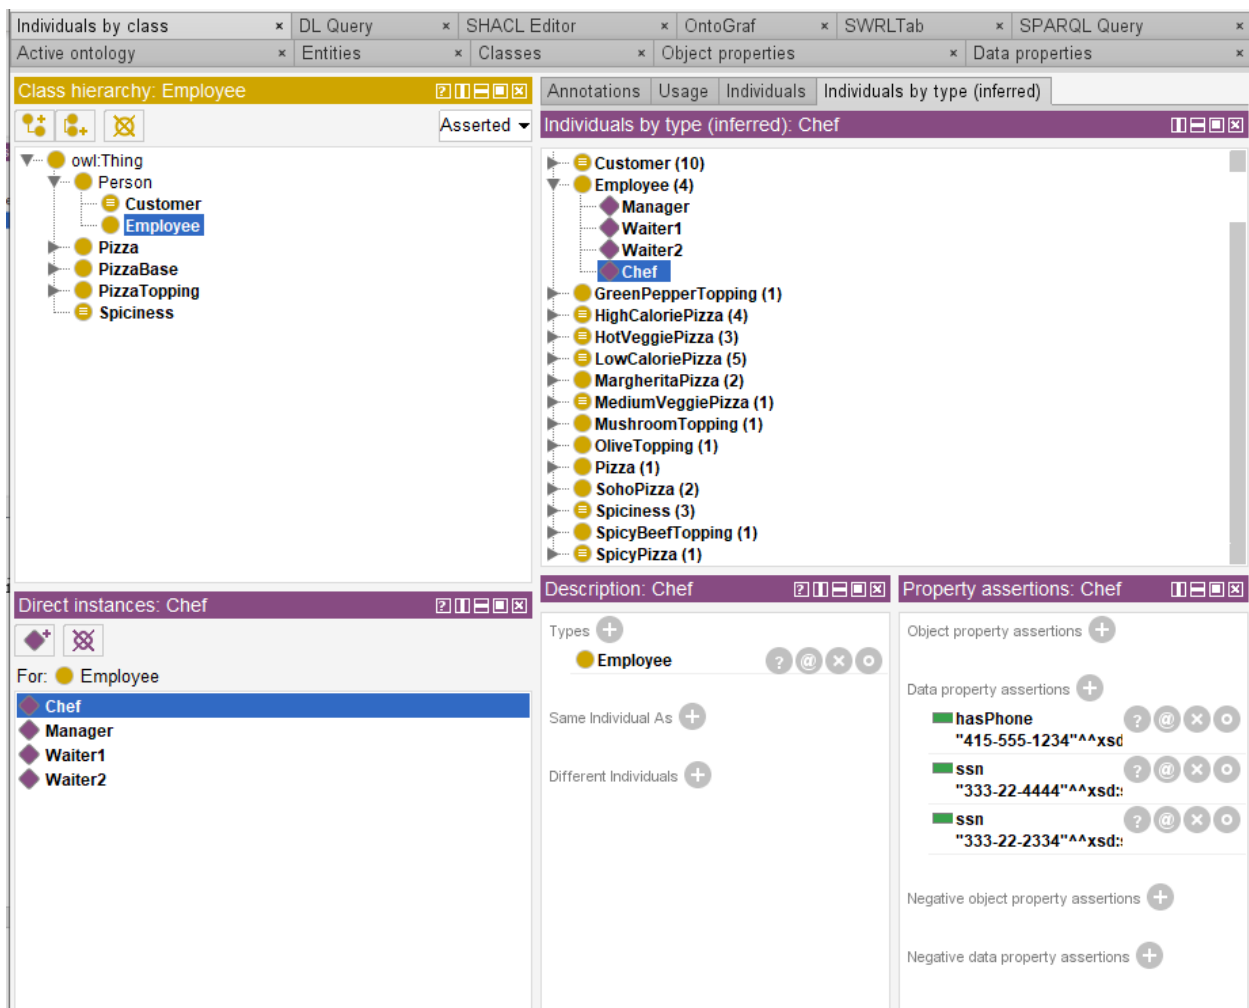 Individuals by class × DL Query × SHACL Editor × OntoGraf × SWRLTab × SPARQL Query ×
Active ontology × Entities × Classes × Object properties × Data properties ×
Class hierarchy: Employee
Asserted
owl:Thing
Person
Customer
Employee
Pizza
PizzaBase
PizzaTopping
Spiciness
Annotations Usage Individuals Individuals by type (inferred)
Individuals by type (inferred): Chef
Customer (10)
Employee (4)
Manager
Waiter1
Waiter2
Chef
GreenPepperTopping (1)
HighCaloriePizza (4)
HotVeggiePizza (3)
LowCaloriePizza (5)
MargheritaPizza (2)
MediumVeggiePizza (1)
MushroomTopping (1)
OliveTopping (1)
Pizza (1)
SohoPizza (2)
Spiciness (3)
SpicyBeefTopping (1)
SpicyPizza (1)
Direct instances: Chef
For: Employee
Chef
Manager
Waiter1
Waiter2
Description: Chef
Types
Employee
Same Individual As
Different Individuals
Property assertions: Chef
Object property assertions
Data property assertions
hasPhone
"415-555-1234"^^xsd
ssn
"333-22-4444"^^xsd:
ssn
"333-22-2334"^^xsd:
Negative object property assertions
Negative data property assertions